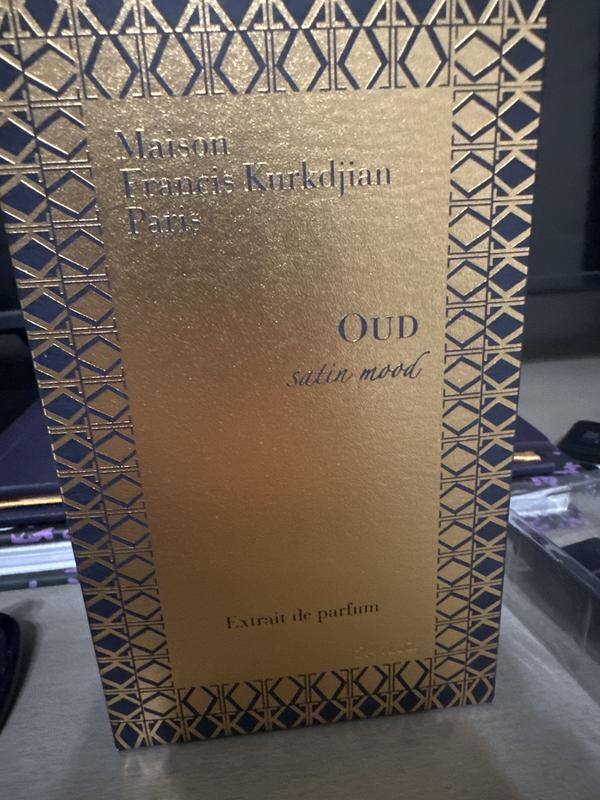 Maison
Francis Kurkdjian
Paris
OUD
satin mood
Extrait de parfum